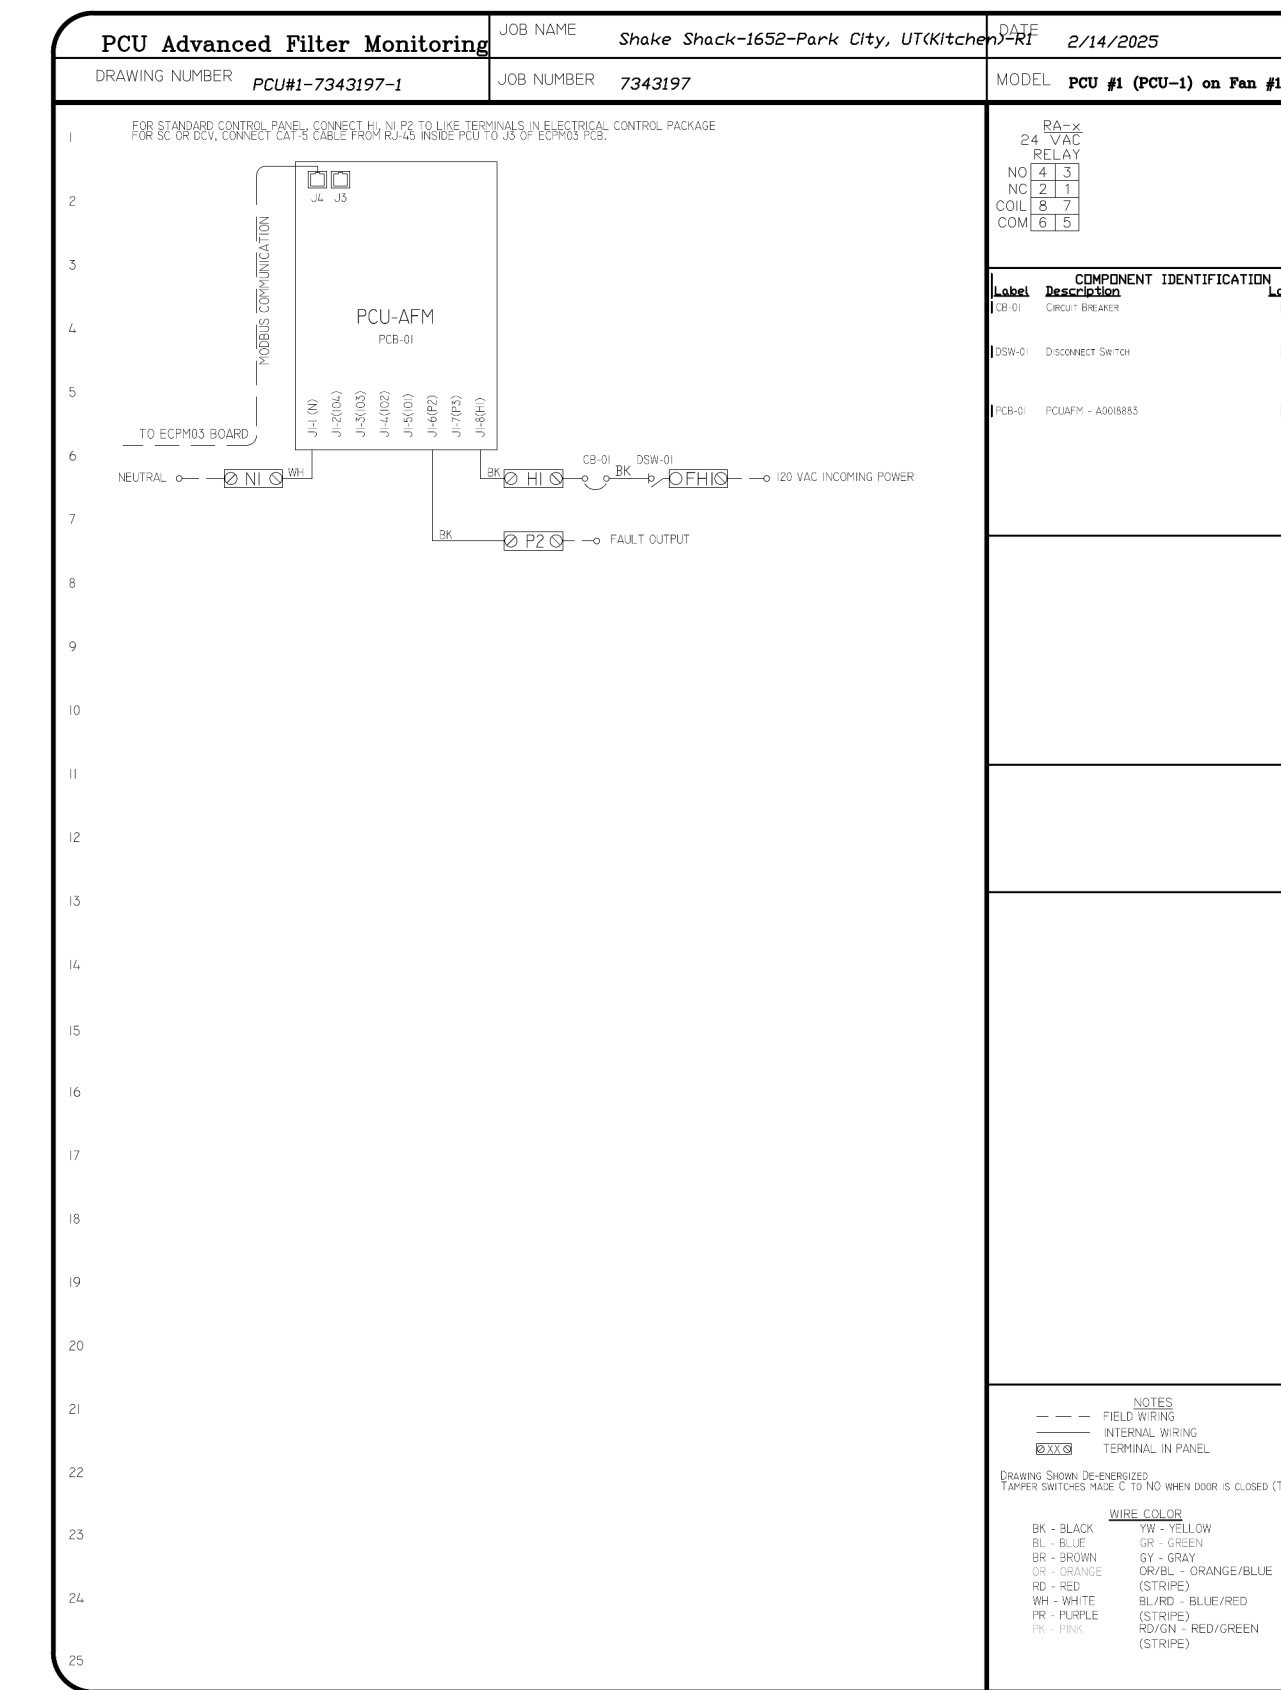 PCU Advanced Filter Monitoring
JOB NAME Shake Shack-1652-Park City, UT(Kitchen)-R1
DATE 2/14/2025
DRAWING NUMBER PCU#1-7343197-1
JOB NUMBER 7343197
MODEL PCU #1 (PCU-1) on Fan #1
FOR STANDARD CONTROL PANEL, CONNECT H1, N1 P2 TO LIKE TERMINALS IN ELECTRICAL CONTROL PACKAGE
FOR SC OR DCV, CONNECT CAT-5 CABLE FROM RJ-45 INSIDE PCU TO J3 OF ECPM03 PCB.
1
2
3
4
5
6
7
8
9
10
11
12
13
14
15
16
17
18
19
20
21
22
23
24
25
J4 J3
MODBUS COMMUNICATION
PCU-AFM
PCB-01
J1-1 (N)
J1-2(IO4)
J1-3(IO3)
J1-4(IO2)
J1-5(IO1)
J1-6(P2)
J1-7(P3)
J1-8(H1)
TO ECPM03 BOARD
NEUTRAL N1 WH
BK H1 CB-01 BK DSW-01 FH1 120 VAC INCOMING POWER
BK P2 FAULT OUTPUT
RA-x
24 VAC
RELAY
NO 4 3
NC 2 1
COIL 8 7
COM 6 5
COMPONENT IDENTIFICATION
Label Description
CB-01 CIRCUIT BREAKER
DSW-01 DISCONNECT SWITCH
PCB-01 PCUAFM - A0018883
NOTES
FIELD WIRING
INTERNAL WIRING
XX TERMINAL IN PANEL
DRAWING SHOWN DE-ENERGIZED
TAMPER SWITCHES MADE C TO NO WHEN DOOR IS CLOSED (T
WIRE COLOR
BK - BLACK YW - YELLOW
BL - BLUE GR - GREEN
BR - BROWN GY - GRAY
OR - ORANGE OR/BL - ORANGE/BLUE
RD - RED (STRIPE)
WH - WHITE BL/RD - BLUE/RED
PR - PURPLE (STRIPE)
PK - PINK RD/GN - RED/GREEN
(STRIPE)